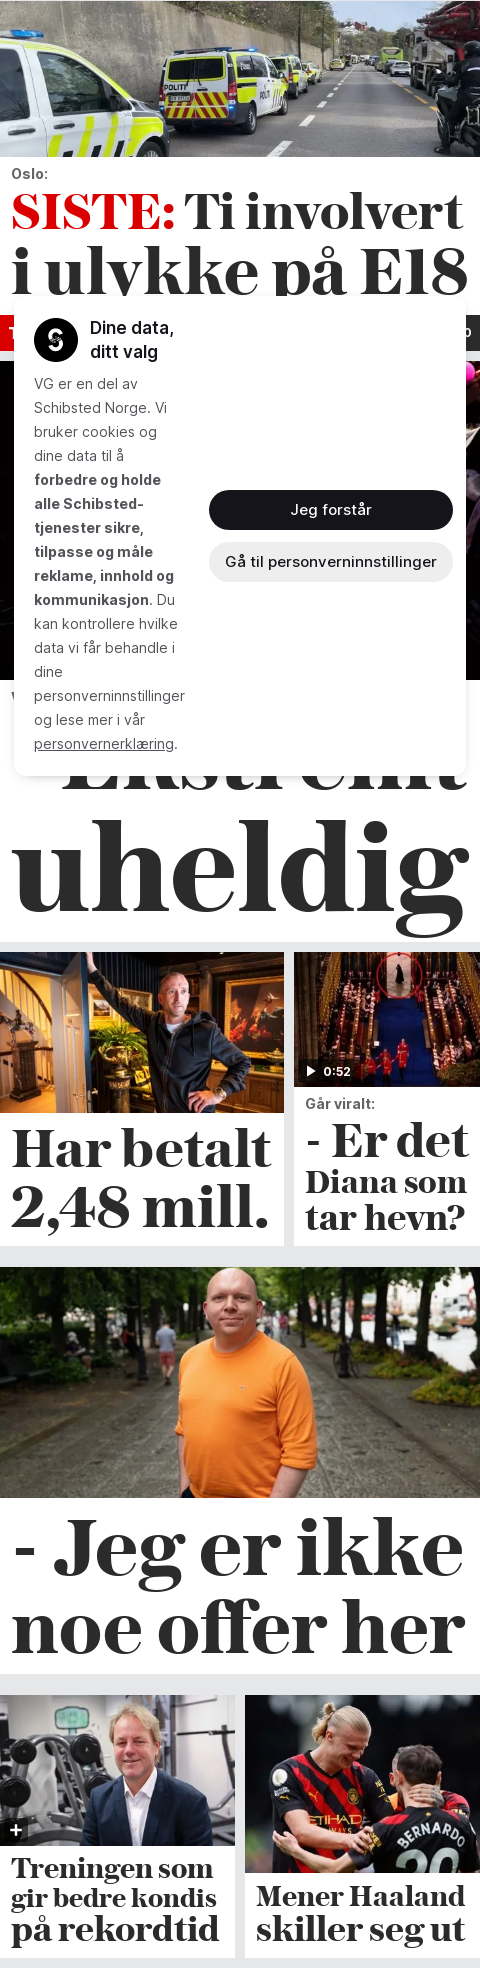 POLITI
Oslo:
SISTE: Ti involvert
i ulykke på E18
Dine data,
ditt valg
VG er en del av
Schibsted Norge. Vi
bruker cookies og
dine data til å
forbedre og holde
alle Schibsted-
tjenester sikre,
tilpasse og måle
reklame, innhold og
kommunikasjon. Du
kan kontrollere hvilke
data vi får behandle i
dine
personverninnstillinger
og lese mer i vår
personvernerklæring.
Jeg forstår
Gå til personverninnstillinger
uheldig
Har betalt
2,48 mill.
0:52
Går viralt:
- Er det
Diana som
tar hevn?
- Jeg er ikke
noe offer her
Treningen som
gir bedre kondis
på rekordtid
ETIHAD
BERNARDO
20
Mener Haaland
skiller seg ut